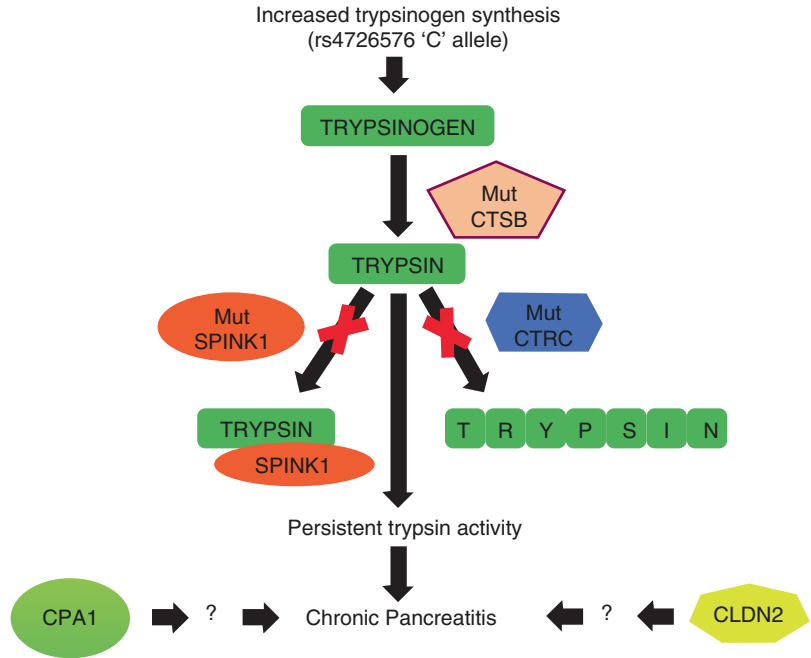 Increased trypsinogen synthesis
(rs4726576 ‘C’ allele)
TRYPSINOGEN
Mut
CTSB
TRYPSIN
Mut
SPINK1
Mut
CTRC
TRYPSIN
SPINK1
T R Y P S I N
Persistent trypsin activity
CPA1
?
Chronic Pancreatitis
?
CLDN2